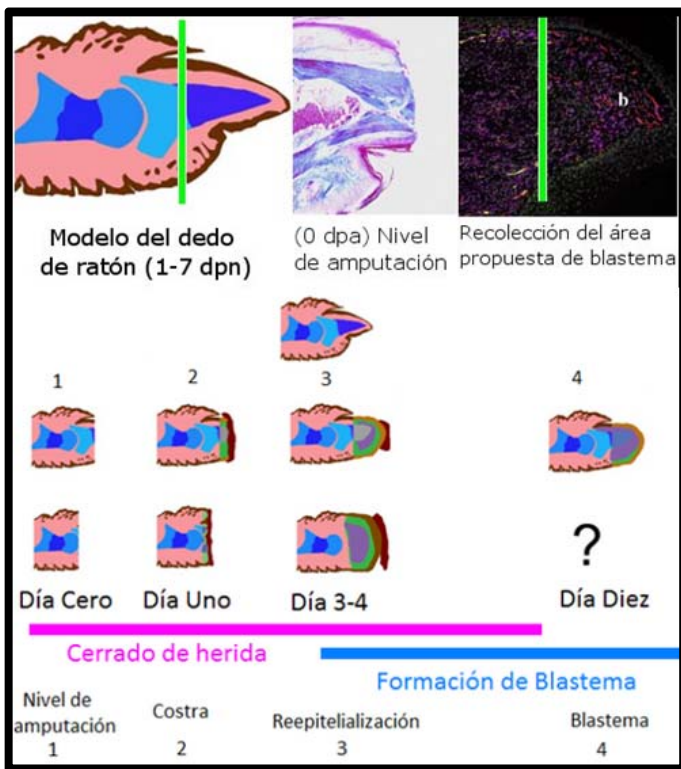 b
Modelo del dedo
de ratón (1-7 dpn)
(0 dpa) Nivel
de amputación
Recolección del área
propuesta de blastema
1 2 3 4
?
Día Cero Día Uno Día 3-4 Día Diez
Cerrado de herida
Formación de Blastema
Nivel de
amputación
Costra
Reepitelialización
Blastema
1 2 3 4